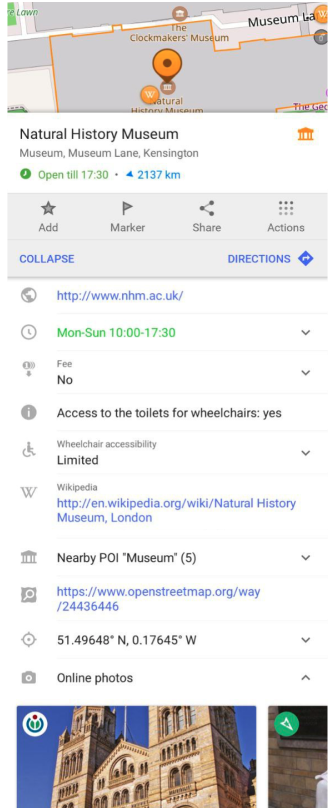 Lawn
Museum La
The
Clockmakers' Museum
Natural
History Museum
The Geo
Natural History Museum
Museum, Museum Lane, Kensington
Open till 17:30 • 2137 km
Add
Marker
Share
Actions
COLLAPSE
DIRECTIONS
http://www.nhm.ac.uk/
Mon-Sun 10:00-17:30
Fee
No
Access to the toilets for wheelchairs: yes
Wheelchair accessibility
Limited
W
Wikipedia
http://en.wikipedia.org/wiki/Natural History
Museum, London
Nearby POI "Museum" (5)
https://www.openstreetmap.org/way
/24436446
51.49648° N, 0.17645° W
Online photos